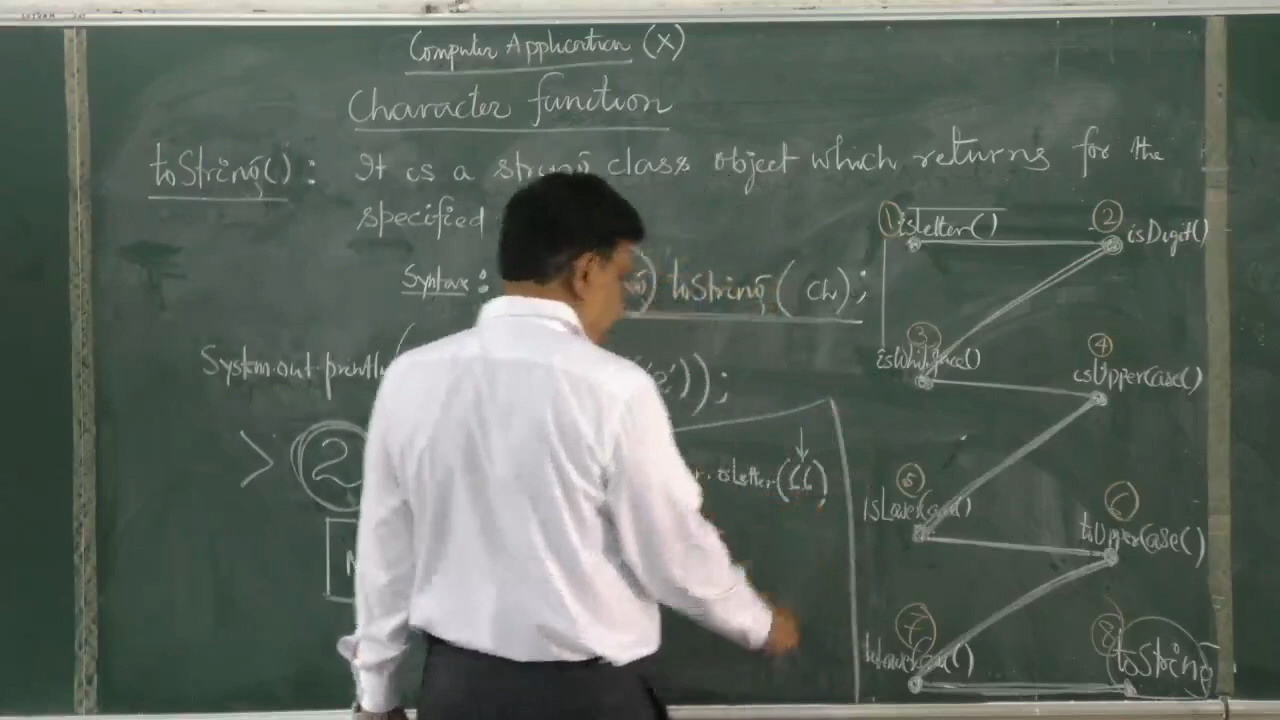 Computer Application (X)
Character function
toString() : It is a string class object which returns for the
specified
Syntax : toString( ch);
System.out.println( '2'));
> 2
. isLetter(
1 isLetter()
2 isDigit()
3 isWhitespace()
4 isUpperCase()
5 isLowerCase()
6 toUpperCase()
7 toLowerCase()
8 toString